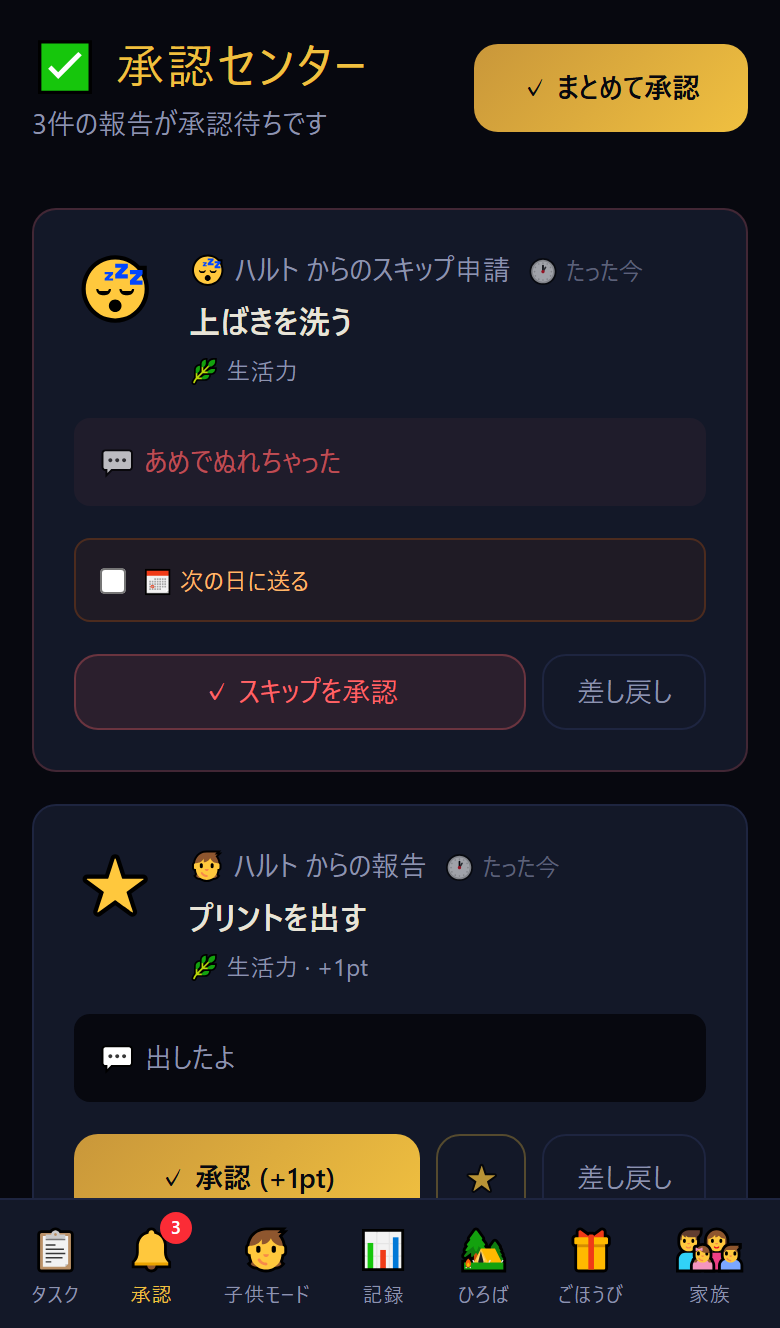 承認センター
✓ まとめて承認
3件の報告が承認待ちです
ハルト からのスキップ申請 たった今
上ばきを洗う
生活力
あめでぬれちゃった
次の日に送る
✓ スキップを承認
差し戻し
ハルト からの報告 たった今
プリントを出す
生活力 · +1pt
出したよ
✓ 承認 (+1pt)
差し戻し
3
タスク
承認
子供モード
記録
ひろば
ごほうび
家族